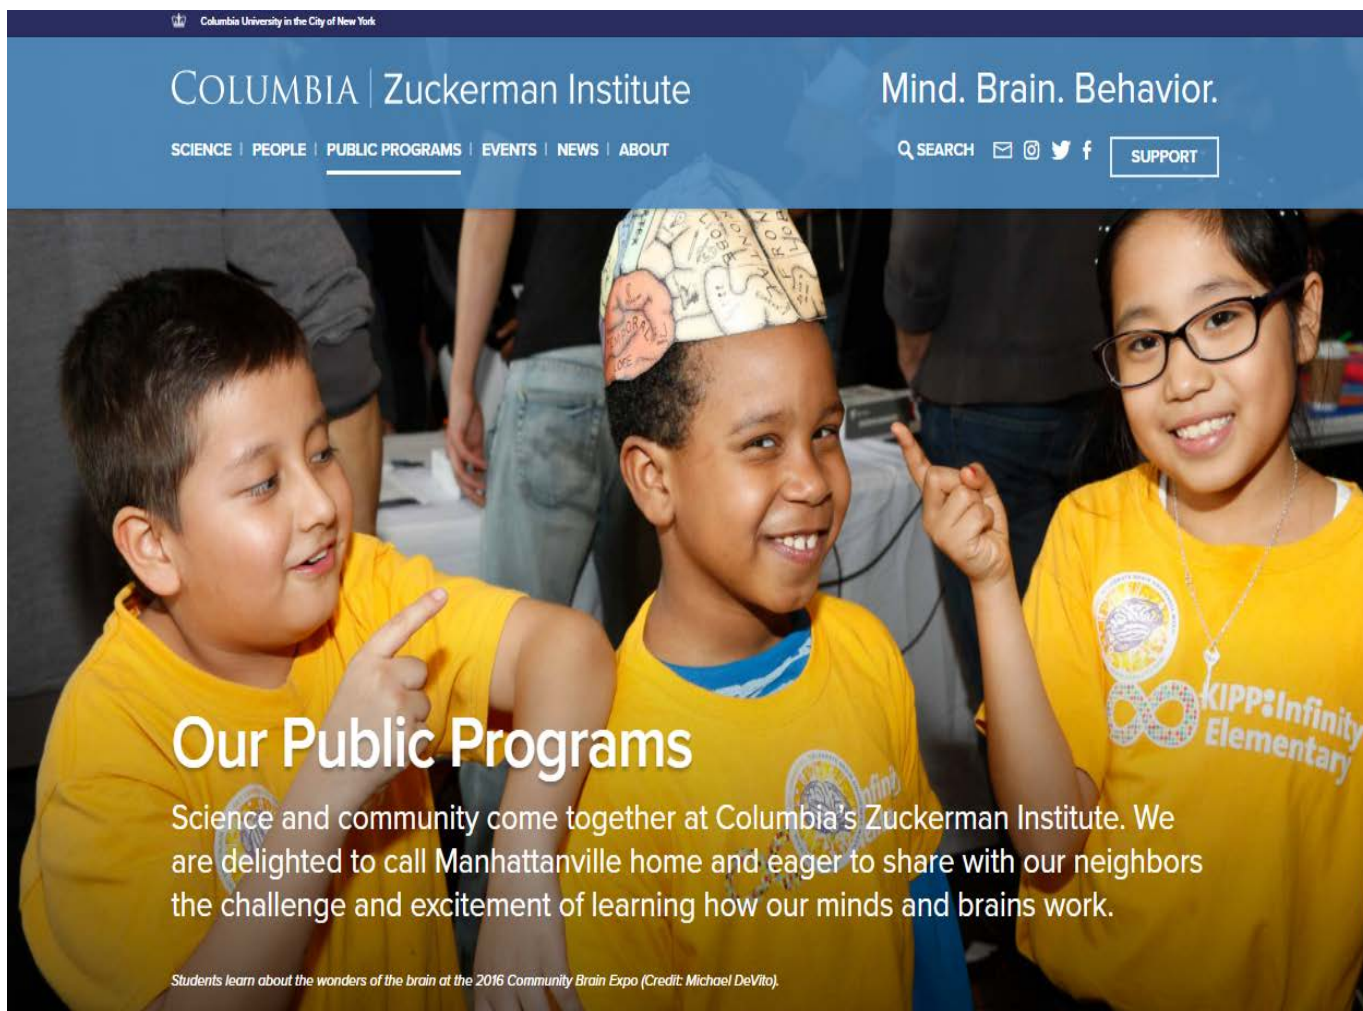 Columbia University in the City of New York
COLUMBIA | Zuckerman Institute
Mind. Brain. Behavior.
SCIENCE | PEOPLE | PUBLIC PROGRAMS | EVENTS | NEWS | ABOUT
SEARCH
SUPPORT
LOBE
KIPP:Infinity
Elementary
Our Public Programs
Science and community come together at Columbia's Zuckerman Institute. We
are delighted to call Manhattanville home and eager to share with our neighbors
the challenge and excitement of learning how our minds and brains work.
Students learn about the wonders of the brain at the 2016 Community Brain Expo (Credit: Michael DeVito).